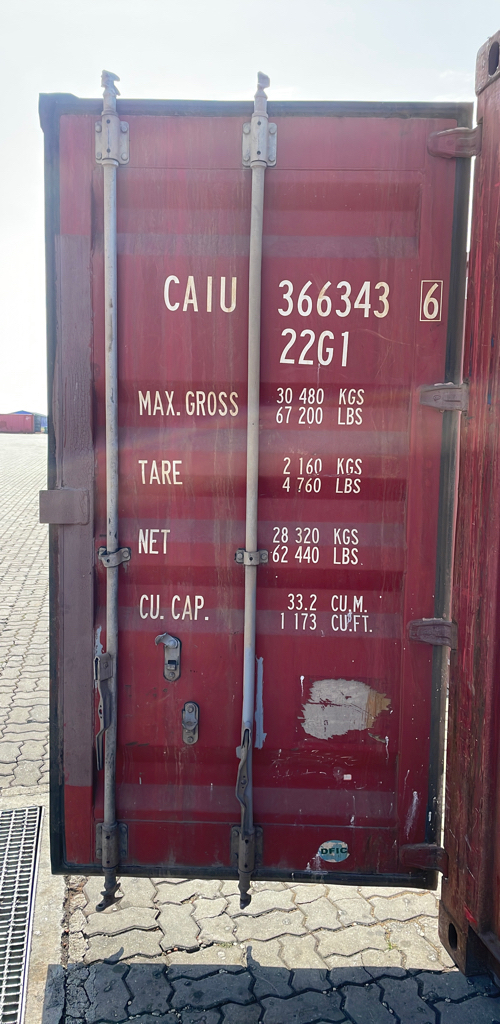 CAIU 366343 6
22G1
MAX. GROSS 30 480 KGS
67 200 LBS
TARE 2 160 KGS
4 760 LBS
NET 28 320 KGS
62 440 LBS
CU. CAP. 33.2 CU.M.
1 173 CU.FT.
DFIC